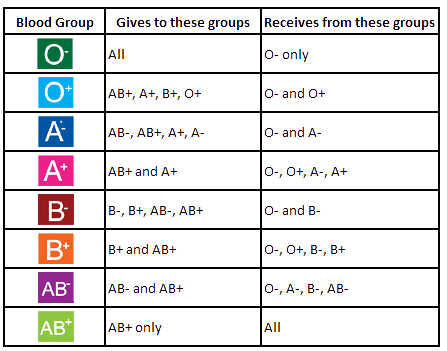 Blood Group Gives to these groups Receives from these groups
O- All O- only
O+ AB+, A+, B+, O+ O- and O+
A- AB-, AB+, A+, A- O- and A-
A+ AB+ and A+ O-, O+, A-, A+
B- B-, B+, AB-, AB+ O- and B-
B+ B+ and AB+ O-, O+, B-, B+
AB- AB- and AB+ O-, A-, B-, AB-
AB+ AB+ only All